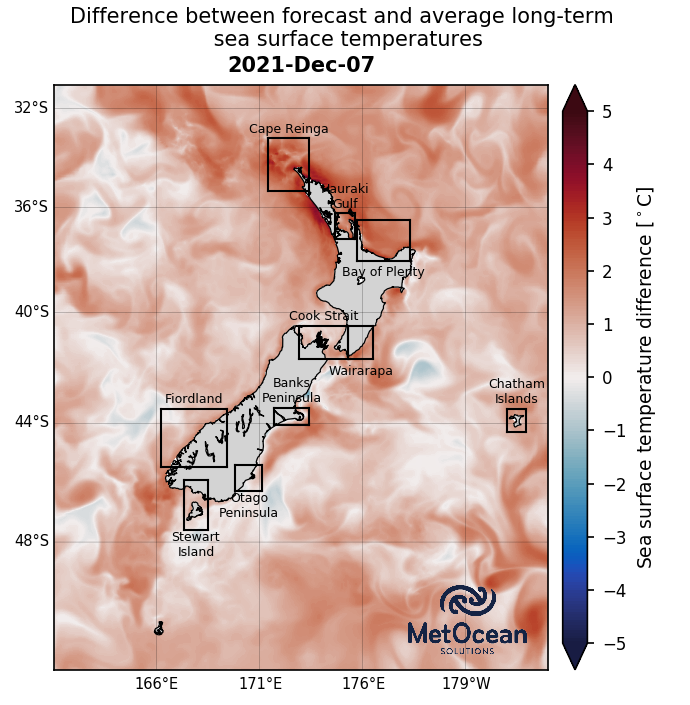 Difference between forecast and average long-term
sea surface temperatures
2021-Dec-07
32°S
36°S
40°S
44°S
48°S
166°E
171°E
176°E
179°W
Cape Reinga
Hauraki
Gulf
Bay of Plenty
Cook Strait
Wairarapa
Banks
Peninsula
Fiordland
Chatham
Islands
Otago
Peninsula
Stewart
Island
MetOcean
SOLUTIONS
5
4
3
2
1
0
−1
−2
−3
−4
−5
Sea surface temperature difference [°C]